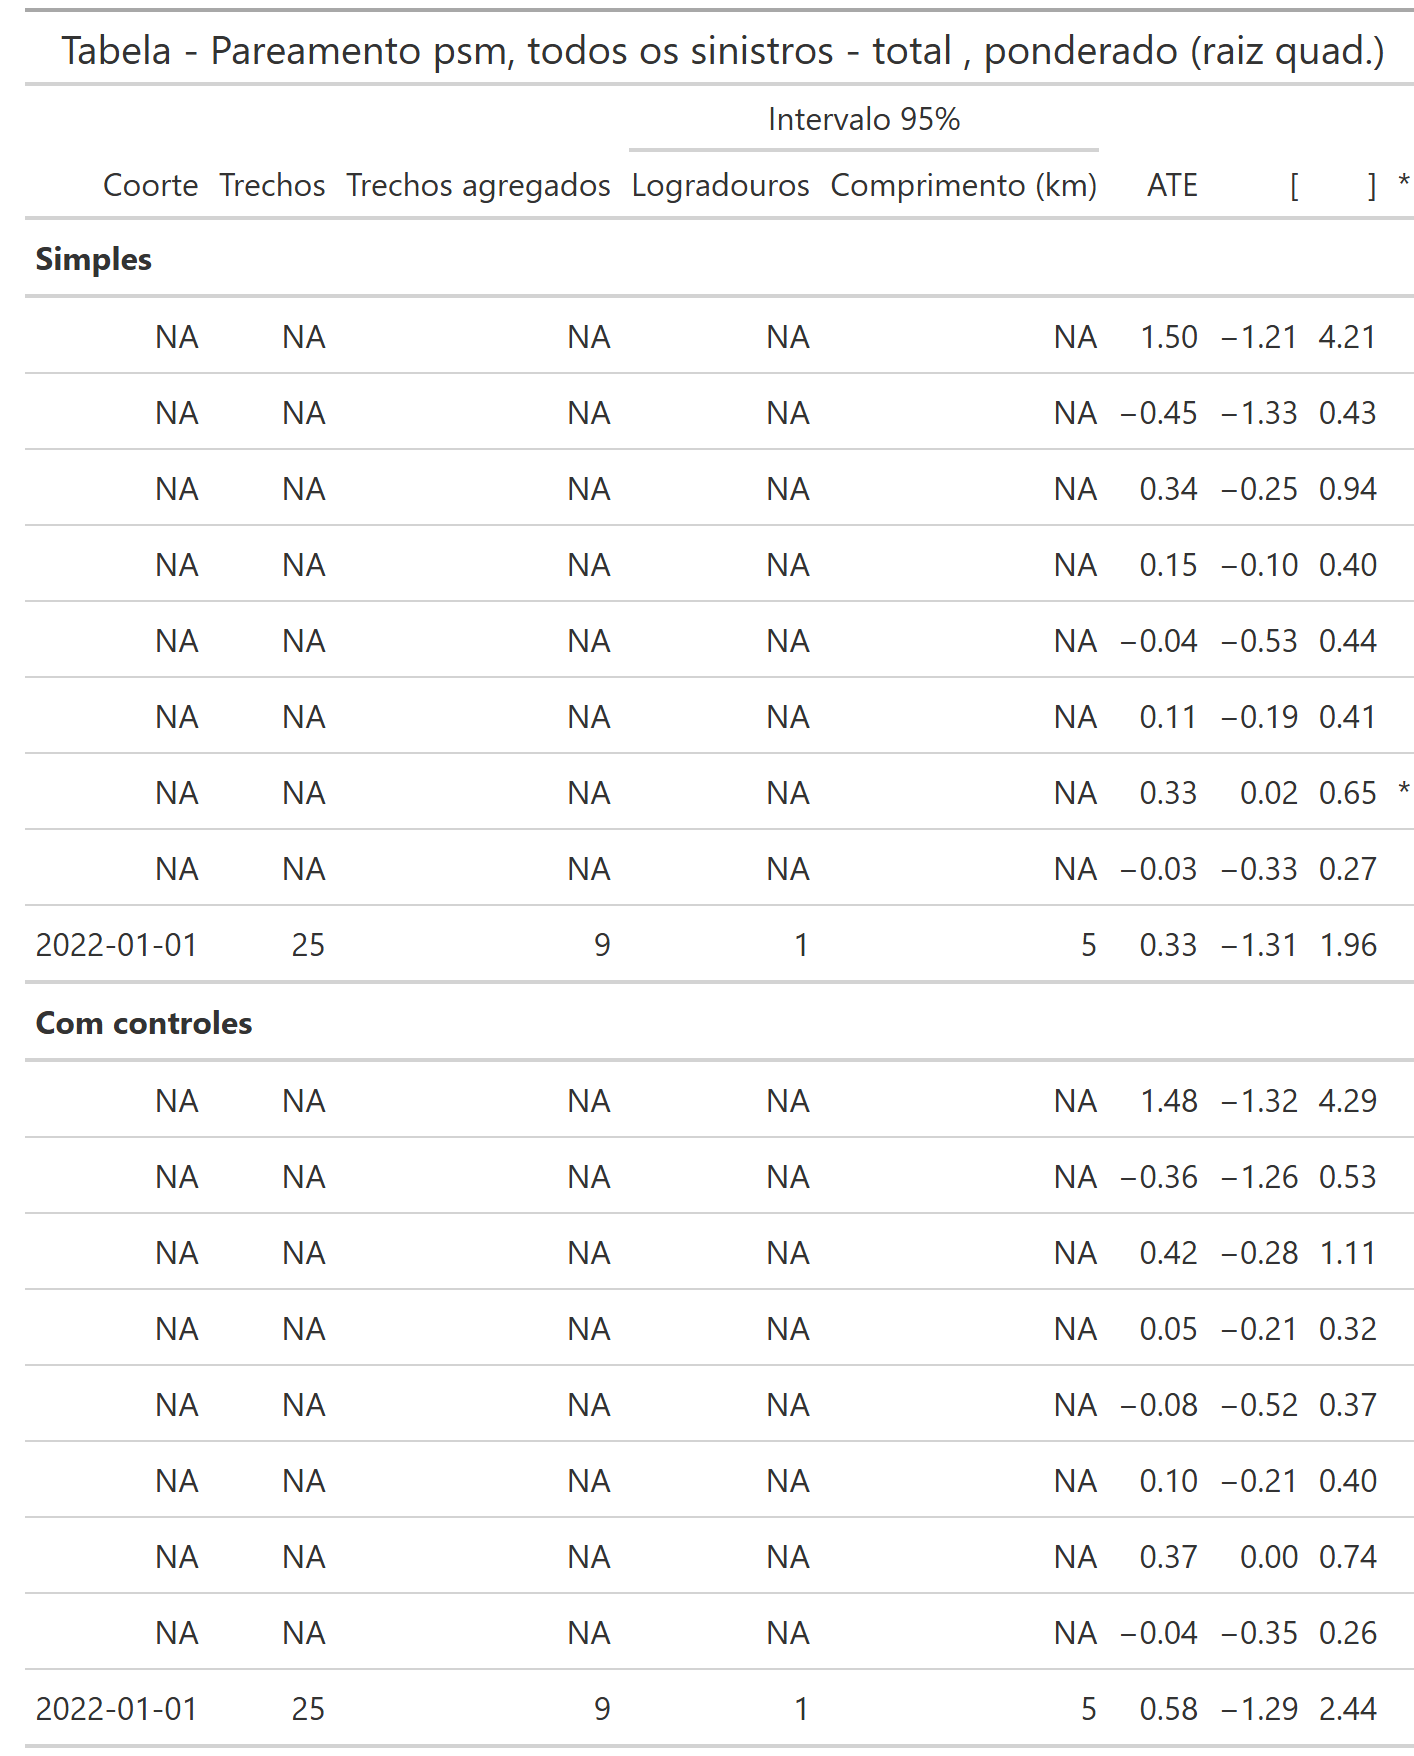 Tabela - Pareamento psm, todos os sinistros - total , ponderado (raiz quad.)
Intervalo 95%
Coorte Trechos Trechos agregados Logradouros Comprimento (km) ATE [ ] *
Simples
NA NA NA NA NA 1.50 −1.21 4.21
NA NA NA NA NA −0.45 −1.33 0.43
NA NA NA NA NA 0.34 −0.25 0.94
NA NA NA NA NA 0.15 −0.10 0.40
NA NA NA NA NA −0.04 −0.53 0.44
NA NA NA NA NA 0.11 −0.19 0.41
NA NA NA NA NA 0.33 0.02 0.65 *
NA NA NA NA NA −0.03 −0.33 0.27
2022-01-01 25 9 1 5 0.33 −1.31 1.96
Com controles
NA NA NA NA NA 1.48 −1.32 4.29
NA NA NA NA NA −0.36 −1.26 0.53
NA NA NA NA NA 0.42 −0.28 1.11
NA NA NA NA NA 0.05 −0.21 0.32
NA NA NA NA NA −0.08 −0.52 0.37
NA NA NA NA NA 0.10 −0.21 0.40
NA NA NA NA NA 0.37 0.00 0.74
NA NA NA NA NA −0.04 −0.35 0.26
2022-01-01 25 9 1 5 0.58 −1.29 2.44